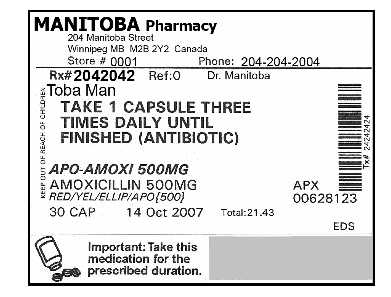 MANITOBA Pharmacy
204 Manitoba Street
Winnipeg MB M2B 2Y2 Canada
Store # 0001 Phone: 204-204-2004
Rx#2042042 Ref:0 Dr. Manitoba
Toba Man
TAKE 1 CAPSULE THREE
TIMES DAILY UNTIL
FINISHED (ANTIBIOTIC)
KEEP OUT OF REACH OF CHILDREN
Tx# 24242424
APO-AMOXI 500MG
AMOXICILLIN 500MG APX
RED/YEL/ELLIP/APO{500} 00628123
30 CAP 14 Oct 2007 Total:21.43
EDS
Important: Take this
medication for the
prescribed duration.